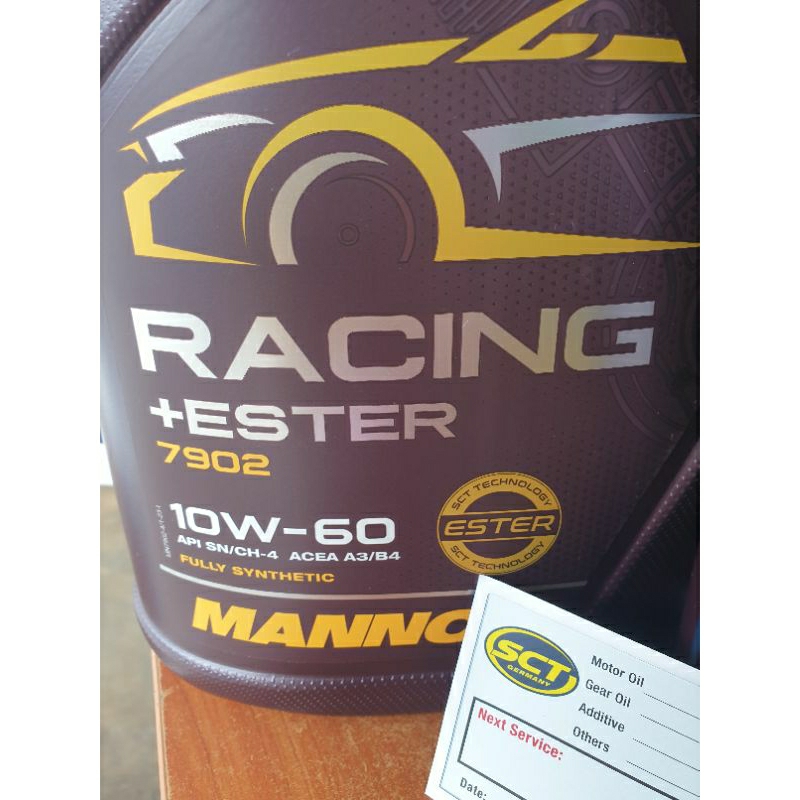 RACING
+ESTER
7902
10W-60
API SN/CH-4 ACEA A3/B4
FULLY SYNTHETIC
SCT TECHNOLOGY
ESTER
SCT TECHNOLOGY
MANNO
SCT
GERMANY
Motor Oil
Gear Oil
Additive
Others
Next Service:
Date: